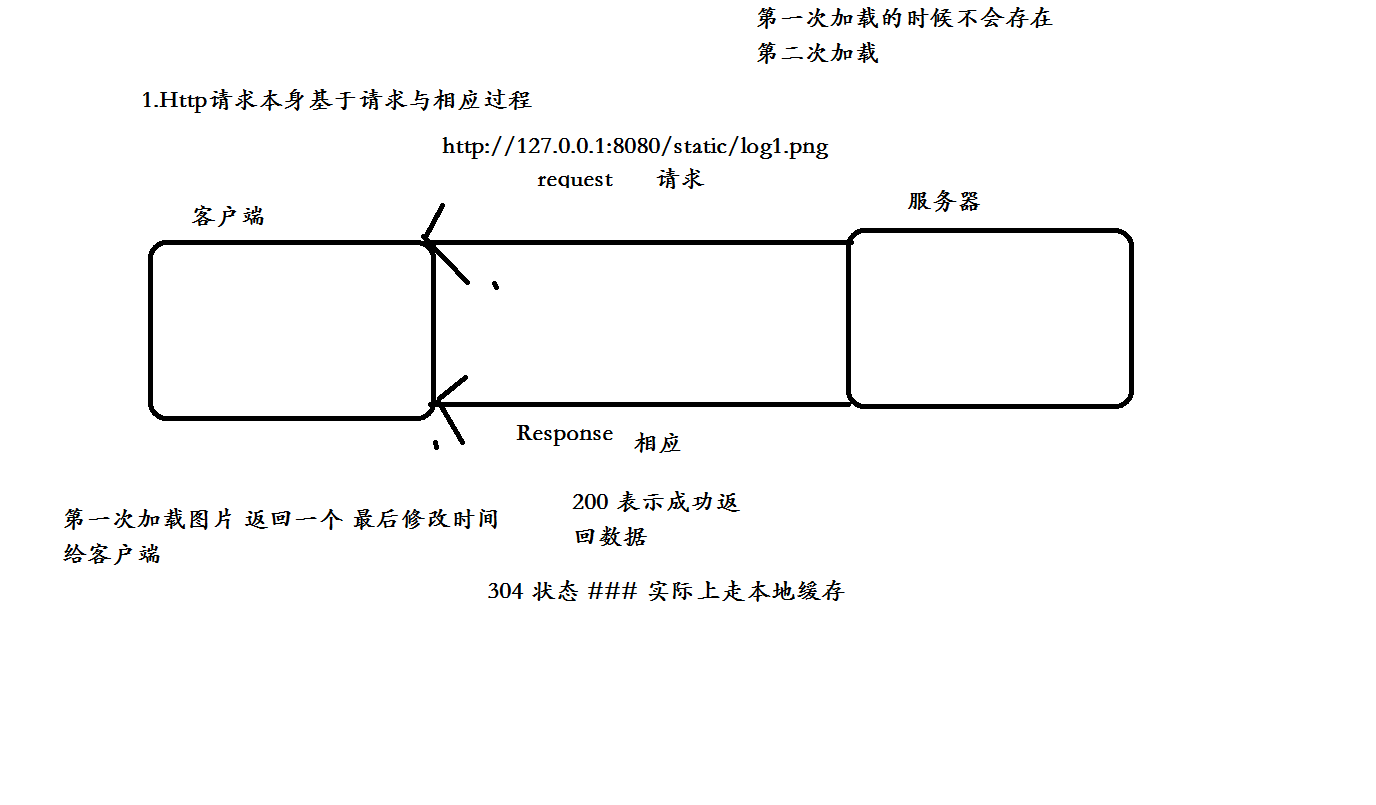 第一次加载的时候不会存在
第二次加载
1.Http请求本身基于请求与相应过程
http://127.0.0.1:8080/static/log1.png
request 请求
客户端
服务器
Response 相应
200 表示成功返
回数据
第一次加载图片 返回一个 最后修改时间
给客户端
304 状态 ### 实际上走本地缓存